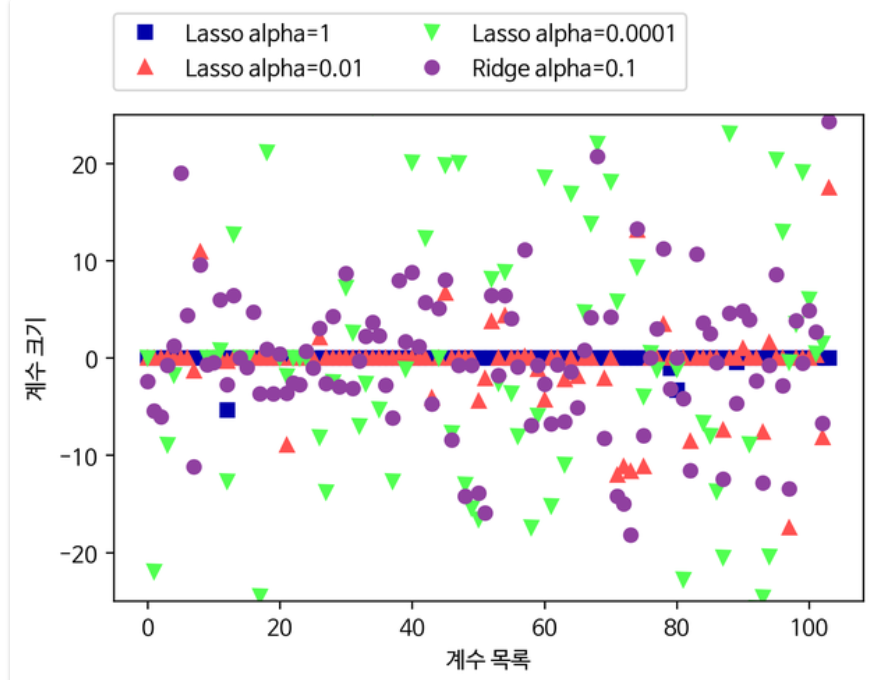 Lasso alpha=1
Lasso alpha=0.01
Lasso alpha=0.0001
Ridge alpha=0.1
계수 크기
20
10
0
−10
−20
0 20 40 60 80 100
계수 목록